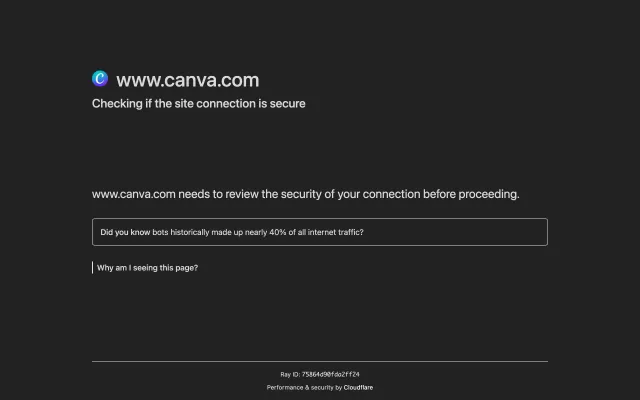 www.canva.com
Checking if the site connection is secure
www.canva.com needs to review the security of your connection before proceeding.
Did you know bots historically made up nearly 40% of all internet traffic?
Why am I seeing this page?
Ray ID: 75864d90fda2ff24
Performance & security by Cloudflare